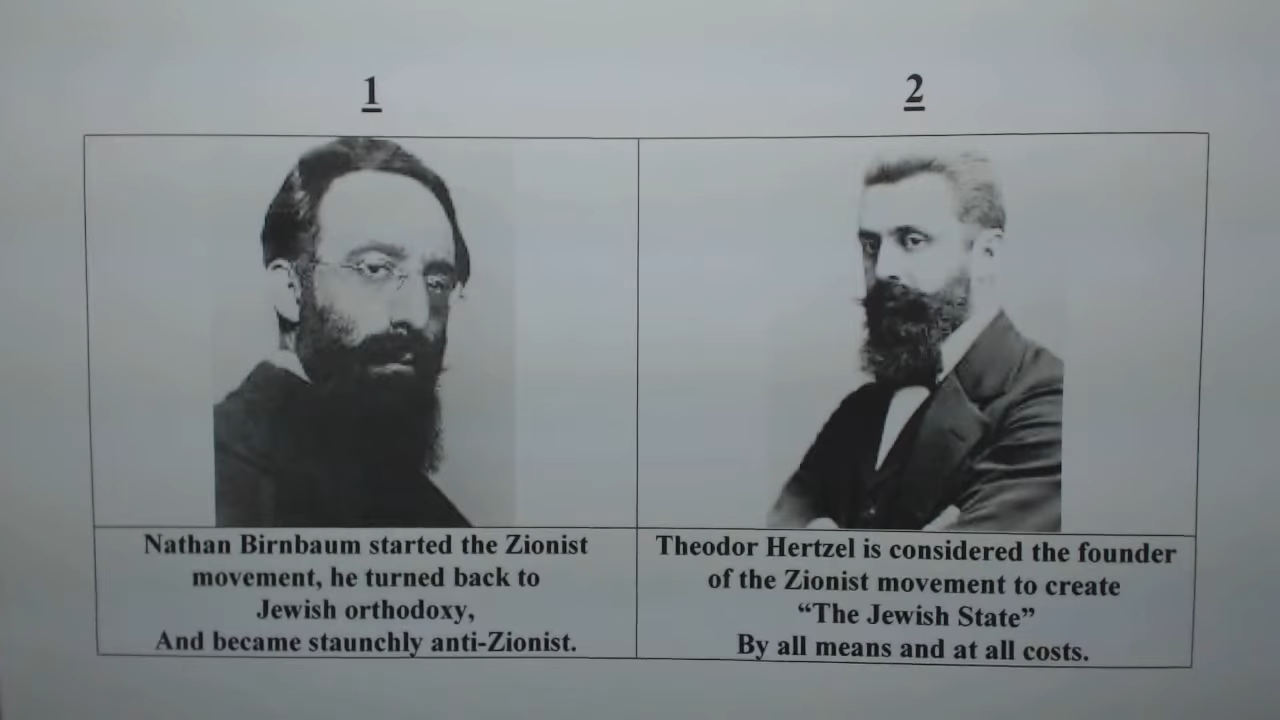 1
2
Nathan Birnbaum started the Zionist
movement, he turned back to
Jewish orthodoxy,
And became staunchly anti-Zionist.
Theodor Hertzel is considered the founder
of the Zionist movement to create
“The Jewish State”
By all means and at all costs.